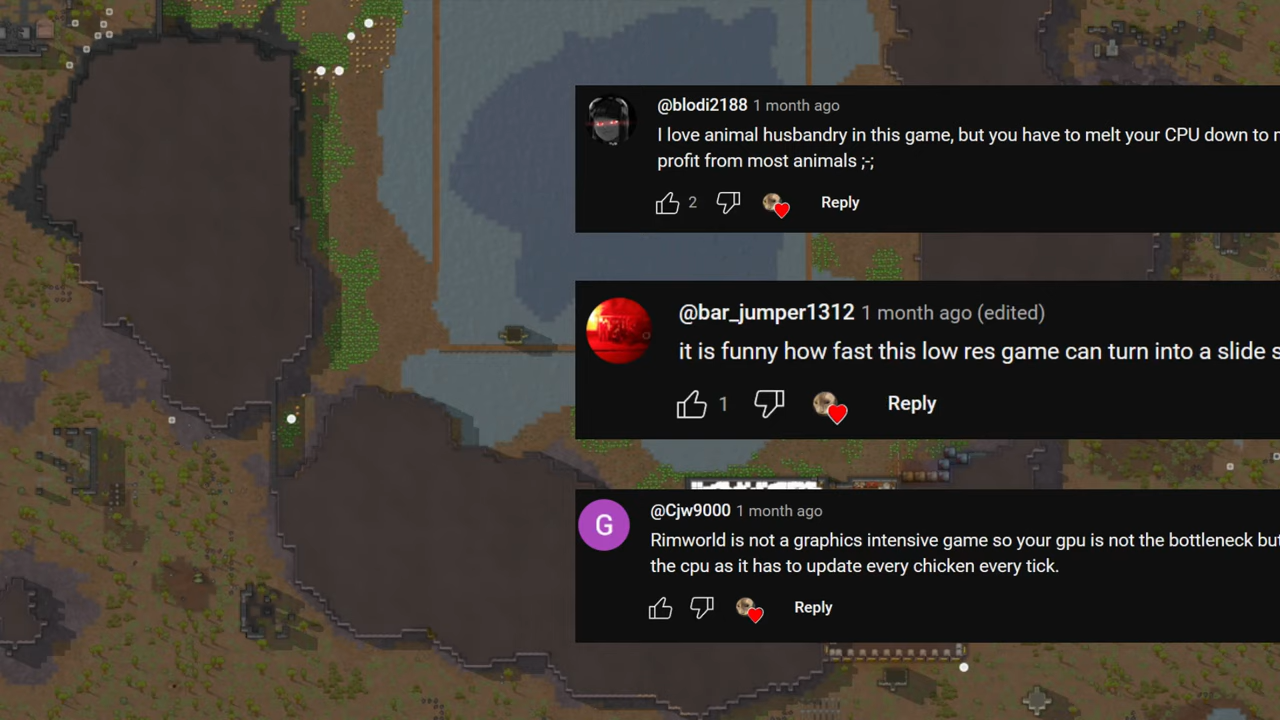 @blodi2188 1 month ago
I love animal husbandry in this game, but you have to melt your CPU down to
profit from most animals ;-;
2
Reply
@bar_jumper1312 1 month ago (edited)
it is funny how fast this low res game can turn into a slide
1
Reply
G
@Cjw9000 1 month ago
Rimworld is not a graphics intensive game so your gpu is not the bottleneck but
the cpu as it has to update every chicken every tick.
Reply